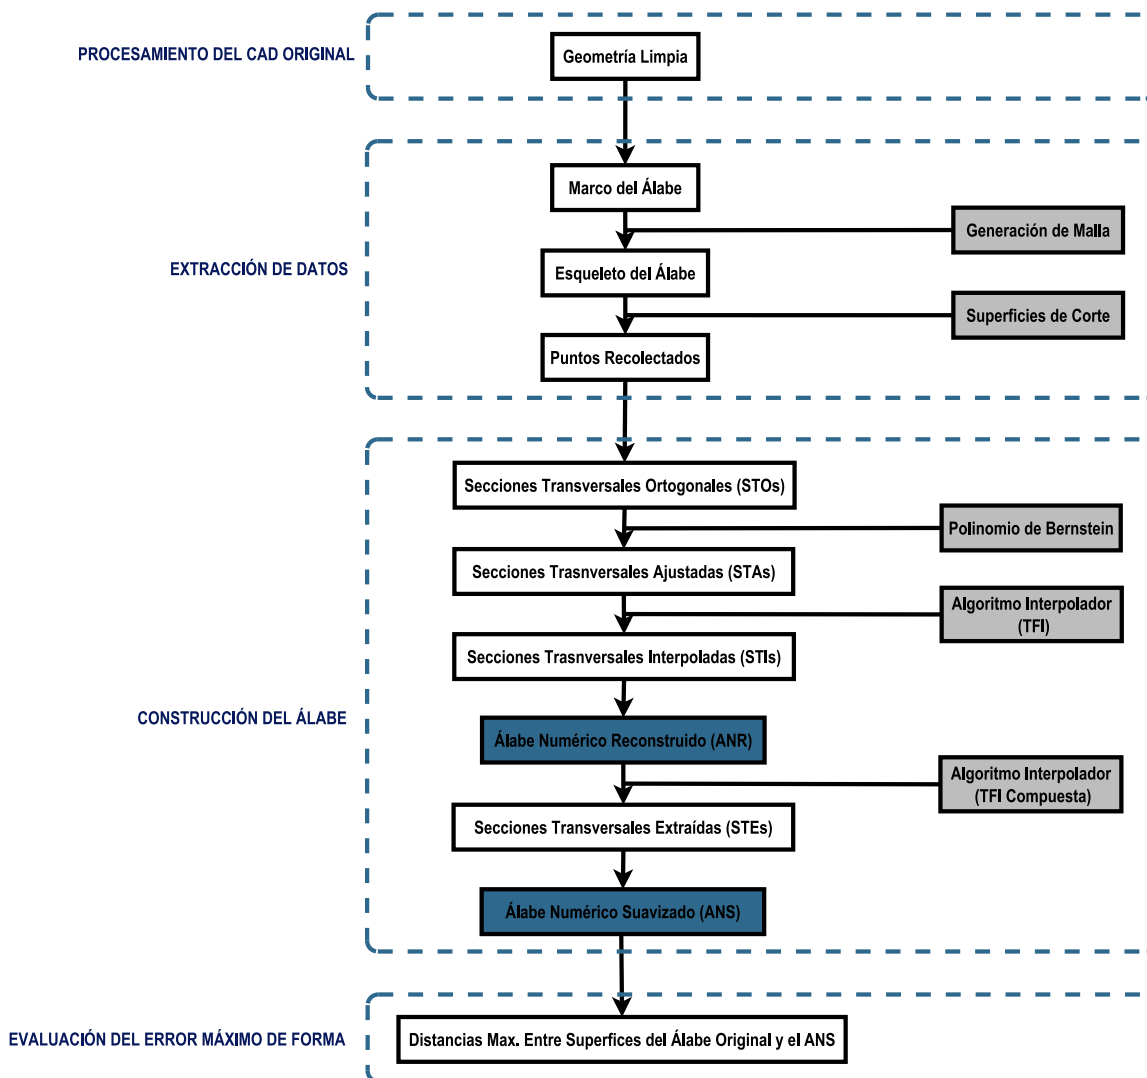 PROCESAMIENTO DEL CAD ORIGINAL
Geometría Limpia
Marco del Álabe
Generación de Malla
EXTRACCIÓN DE DATOS
Esqueleto del Álabe
Superficies de Corte
Puntos Recolectados
Secciones Transversales Ortogonales (STOs)
Polinomio de Bernstein
Secciones Trasnversales Ajustadas (STAs)
Algoritmo Interpolador
(TFI)
Secciones Trasnversales Interpoladas (STIs)
CONSTRUCCIÓN DEL ÁLABE
Álabe Numérico Reconstruido (ANR)
Algoritmo Interpolador
(TFI Compuesta)
Secciones Transversales Extraídas (STEs)
Álabe Numérico Suavizado (ANS)
EVALUACIÓN DEL ERROR MÁXIMO DE FORMA
Distancias Max. Entre Superfices del Álabe Original y el ANS